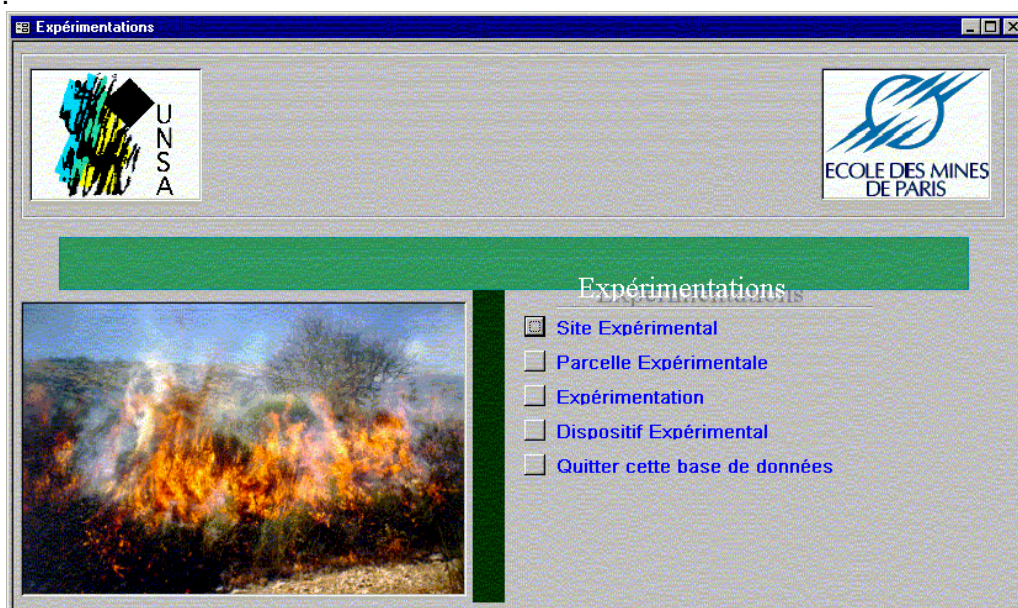 .
Expérimentations
UNSA
ECOLE DES MINES
DE PARIS
Expérimentations
Site Expérimental
Parcelle Expérimentale
Expérimentation
Dispositif Expérimental
Quitter cette base de données